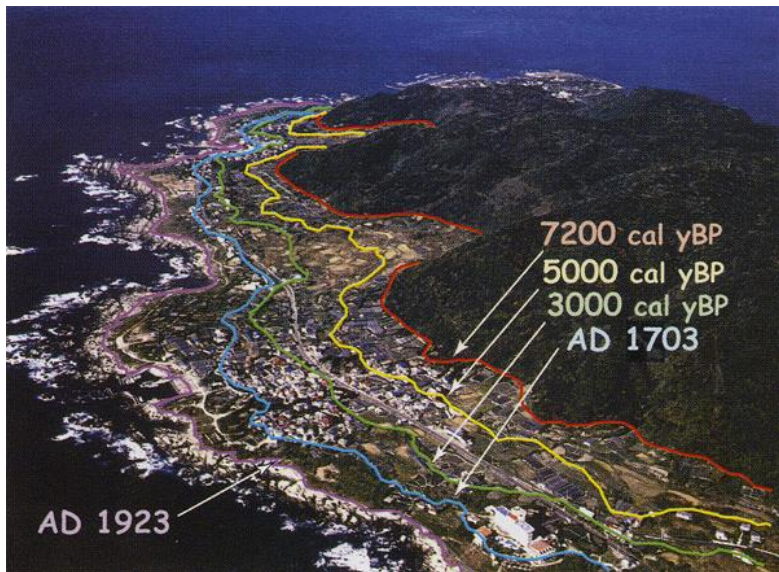 7200 cal yBP
5000 cal yBP
3000 cal yBP
AD 1703
AD 1923